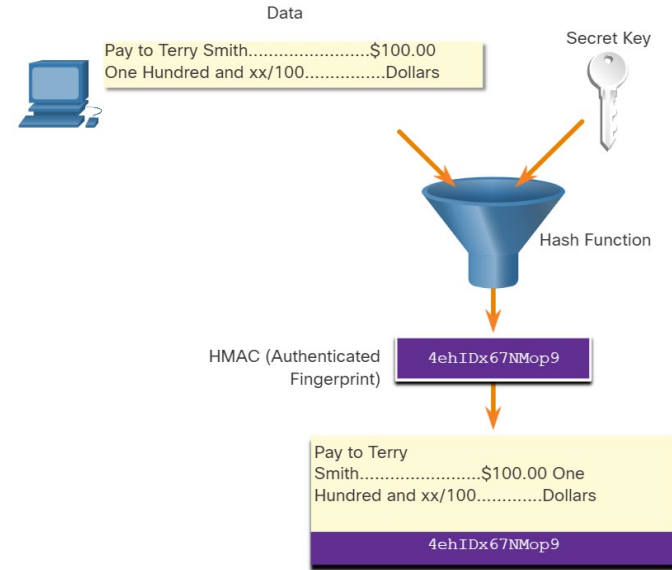 Data
Pay to Terry Smith.......................$100.00
One Hundred and xx/100................Dollars
Secret Key
Hash Function
HMAC (Authenticated
Fingerprint)
4ehIDx67NMop9
Pay to Terry
Smith.......................$100.00 One
Hundred and xx/100.............Dollars
4ehIDx67NMop9